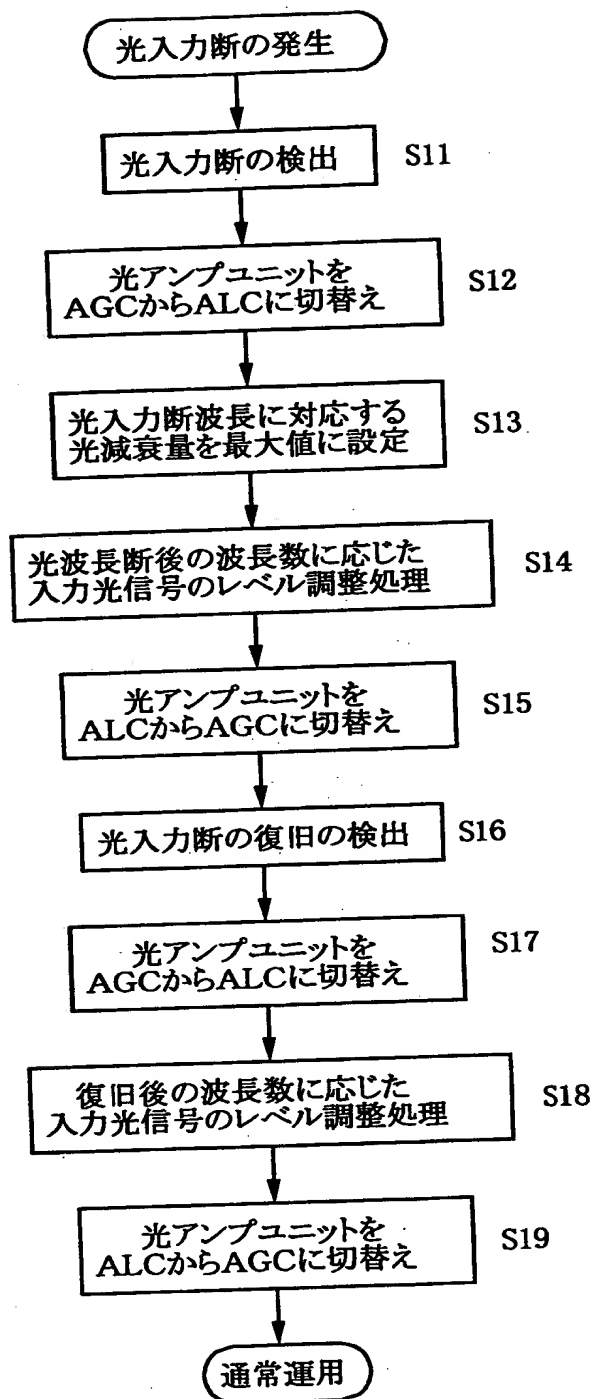 光入力断の発生
光入力断の検出
S11
光アンプユニットを
AGCからALCに切替え
S12
光入力断波長に対応する
光減衰量を最大値に設定
S13
光波長断後の波長数に応じた
入力光信号のレベル調整処理
S14
光アンプユニットを
ALCからAGCに切替え
S15
光入力断の復旧の検出
S16
光アンプユニットを
AGCからALCに切替え
S17
復旧後の波長数に応じた
入力光信号のレベル調整処理
S18
光アンプユニットを
ALCからAGCに切替え
S19
通常運用